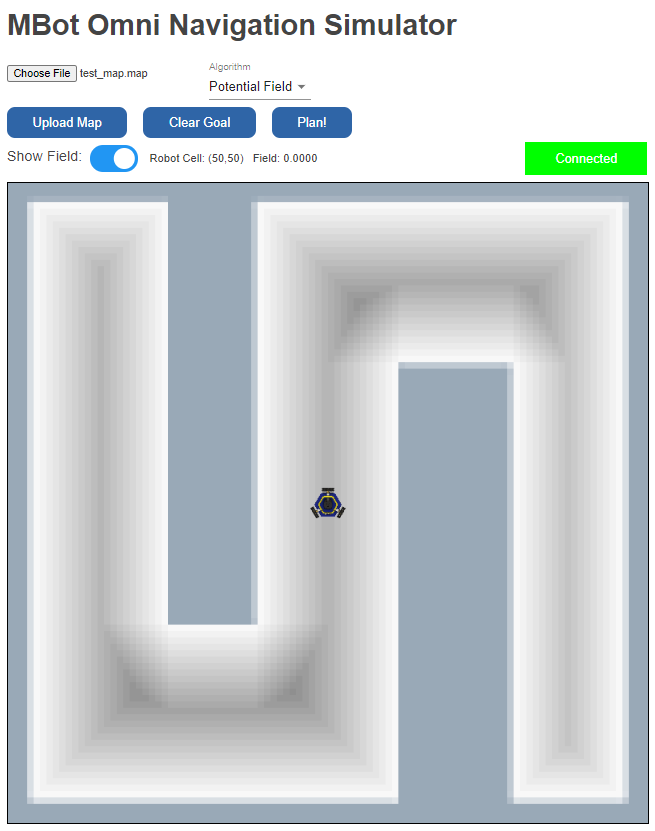 MBot Omni Navigation Simulator
Algorithm
Choose File test_map.map
Potential Field
Upload Map Clear Goal Plan!
Show Field: Robot Cell: (50,50) Field: 0.0000 Connected